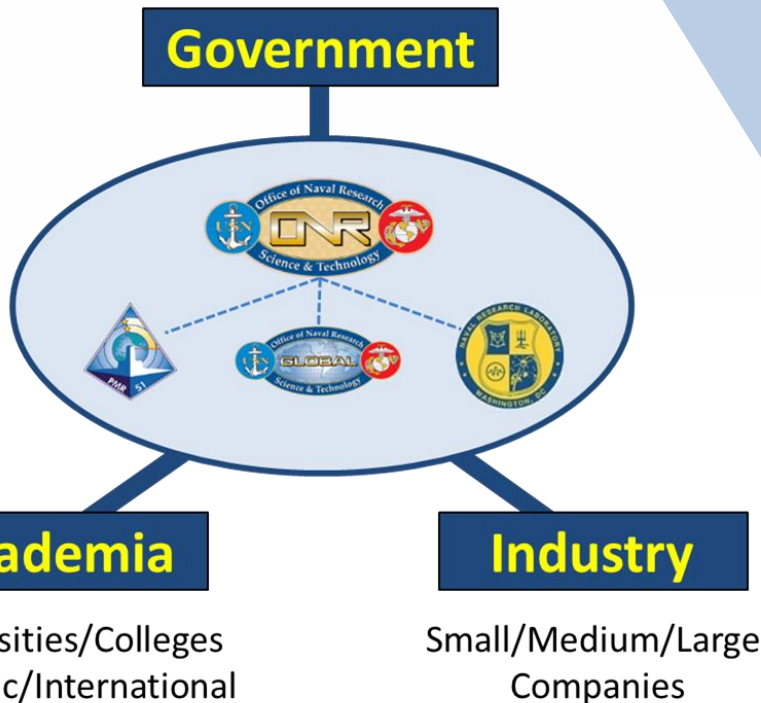 Government
Office of Naval Research
USN
ONR
Science & Technology
PMR 51
Office of Naval Research
GLOBAL
Science & Technology
NAVAL RESEARCH LABORATORY
WASHINGTON, DC
ademia
Industry
sities/Colleges
c/International
Small/Medium/Large
Companies